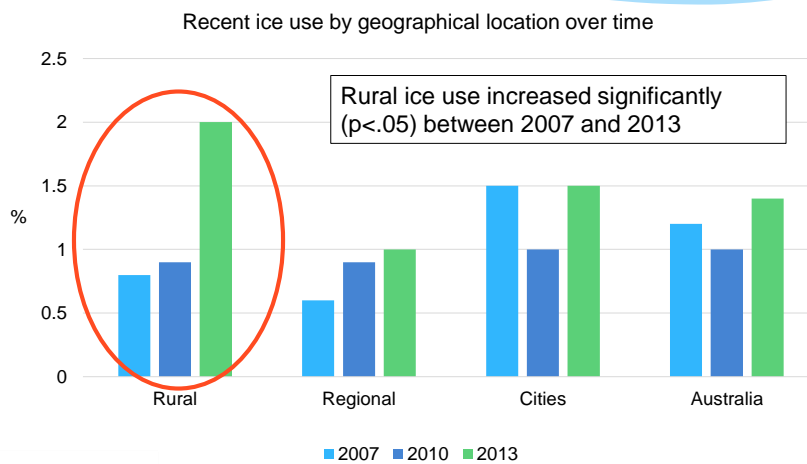 Recent ice use by geographical location over time
2.5
Rural ice use increased significantly
(p<.05) between 2007 and 2013
2
1.5
%
1
0.5
0
Rural Regional Cities Australia
2007 2010 2013